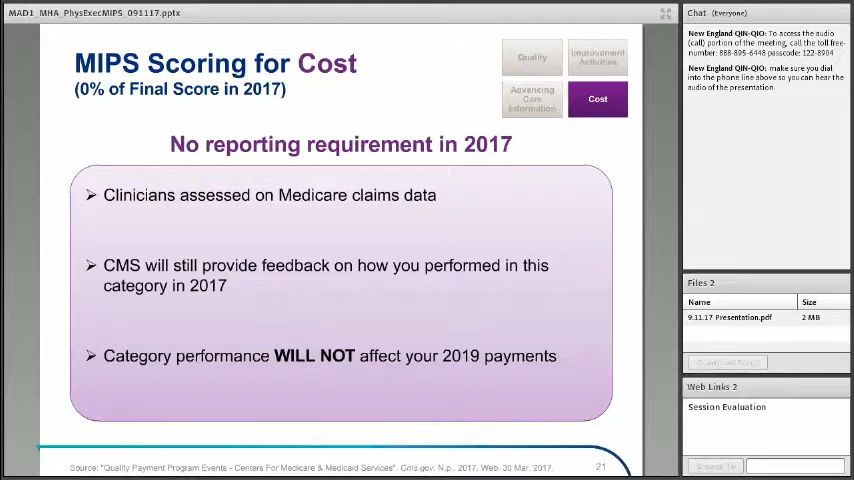 MAD1_MHA_PhysExecMIPS_091117.pptx
MIPS Scoring for Cost
(0% of Final Score in 2017)
Quality
Improvement
Activities
Advancing
Care
Information
Cost
No reporting requirement in 2017
Clinicians assessed on Medicare claims data
CMS will still provide feedback on how you performed in this
category in 2017
Category performance WILL NOT affect your 2019 payments
Source: "Quality Payment Program Events - Centers For Medicare & Medicaid Services". Cms.gov. N.p., 2017. Web. 30 Mar. 2017.
21
Chat (Everyone)
New England QIN-QIO: To access the audio
(call) portion of the meeting, call the toll free-
number: 888-895-6448 passcode: 122-8904
New England QIN-QIO: make sure you dial
into the phone line above so you can hear the
audio of the presentation.
Files 2
Name Size
9.11.17 Presentation.pdf 2 MB
Download File(s)
Web Links 2
Session Evaluation
Browse To